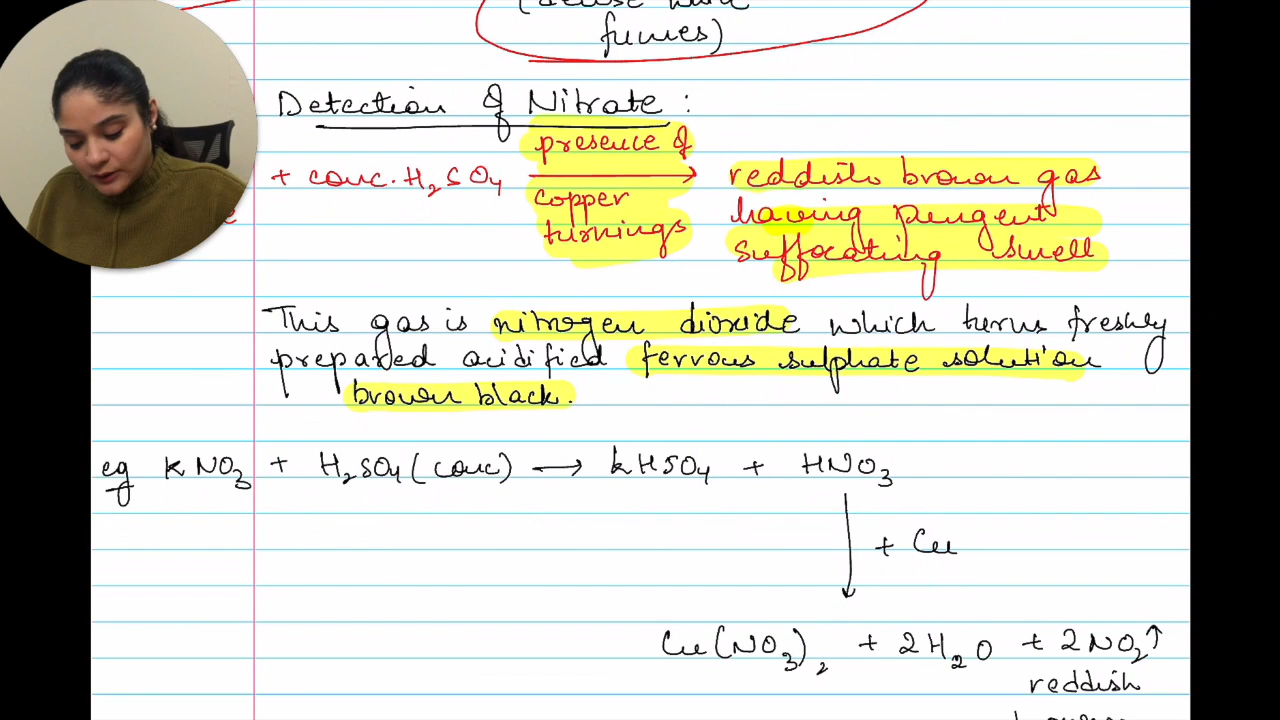 (dense
fumes)
Detection of Nitrate :
presence of
+ conc. H₂SO₄ ⟶ reddish brown gas
copper having pungent
turnings suffocating smell
This gas is nitrogen dioxide which turns freshly
prepared acidified ferrous sulphate solution
brown black.
eg KNO₃ + H₂SO₄ (conc) ⟶ KHSO₄ + HNO₃
↓ + Cu
Cu(NO₃)₂ + 2H₂O + 2NO₂↑
reddish